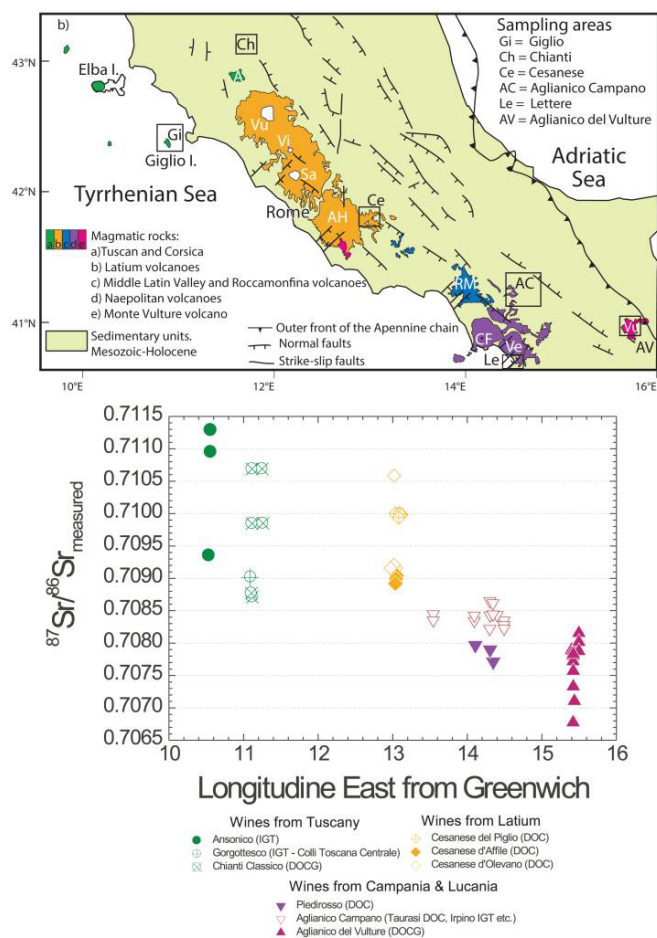 b)
Sampling areas
Gi = Giglio
Ch = Chianti
Ce = Cesanese
AC = Aglianico Campano
Le = Lettere
AV = Aglianico del Vulture
Ch
A
Elba I.
43°N
Vu
Vi
Gi
Giglio I.
Adriatic
Sea
42°N
Tyrrhenian Sea
Sa
Rome
Ce
AH
a b c d e
Magmatic rocks:
a)Tuscan and Corsica
b) Latium volcanoes
c) Middle Latin Valley and Roccamonfina volcanoes
d) Naepolitan volcanoes
e) Monte Vulture volcano
RM
AC
41°N
Vu
CF
Ve
AV
Le
Sedimentary units.
Mesozoic-Holocene
Outer front of the Apennine chain
Normal faults
Strike-slip faults
10°E
12°E
14°E
16°E
0.7115
0.7110
0.7105
0.7100
0.7095
0.7090
0.7085
0.7080
0.7075
0.7070
0.7065
87Sr/86Sr measured
10 11 12 13 14 15 16
Longitudine East from Greenwich
Wines from Tuscany
Ansonico (IGT)
Gorgottesco (IGT - Colli Toscana Centrale)
Chianti Classico (DOCG)
Wines from Latium
Cesanese del Piglio (DOC)
Cesanese d'Affile (DOC)
Cesanese d'Olevano (DOC)
Wines from Campania & Lucania
Piedirosso (DOC)
Aglianico Campano (Taurasi DOC, Irpino IGT etc.)
Aglianico del Vulture (DOCG)